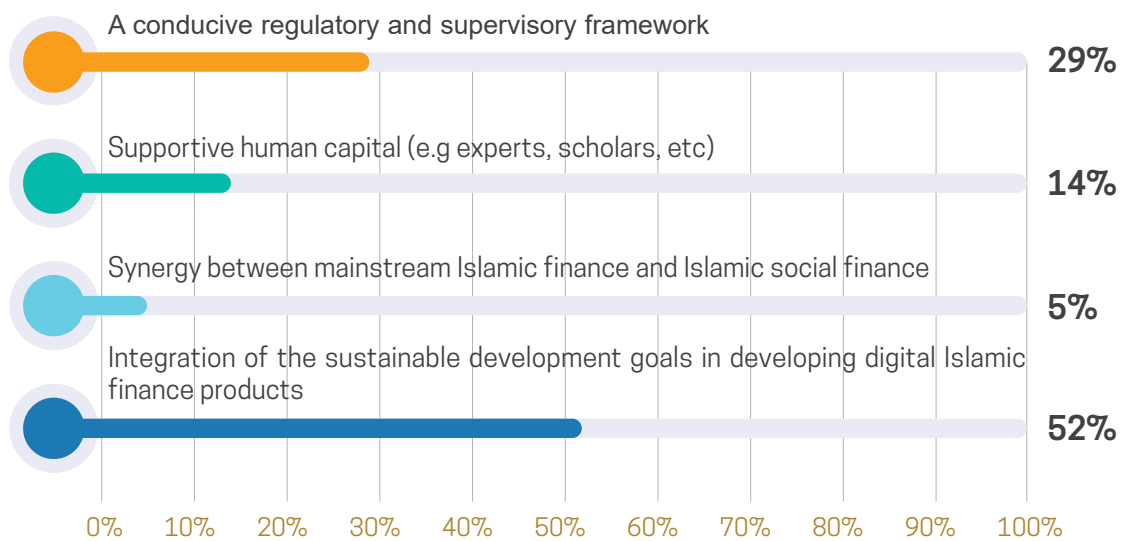 A conducive regulatory and supervisory framework
29%
Supportive human capital (e.g experts, scholars, etc)
14%
Synergy between mainstream Islamic finance and Islamic social finance
5%
Integration of the sustainable development goals in developing digital Islamic
finance products
52%
0% 10% 20% 30% 40% 50% 60% 70% 80% 90% 100%